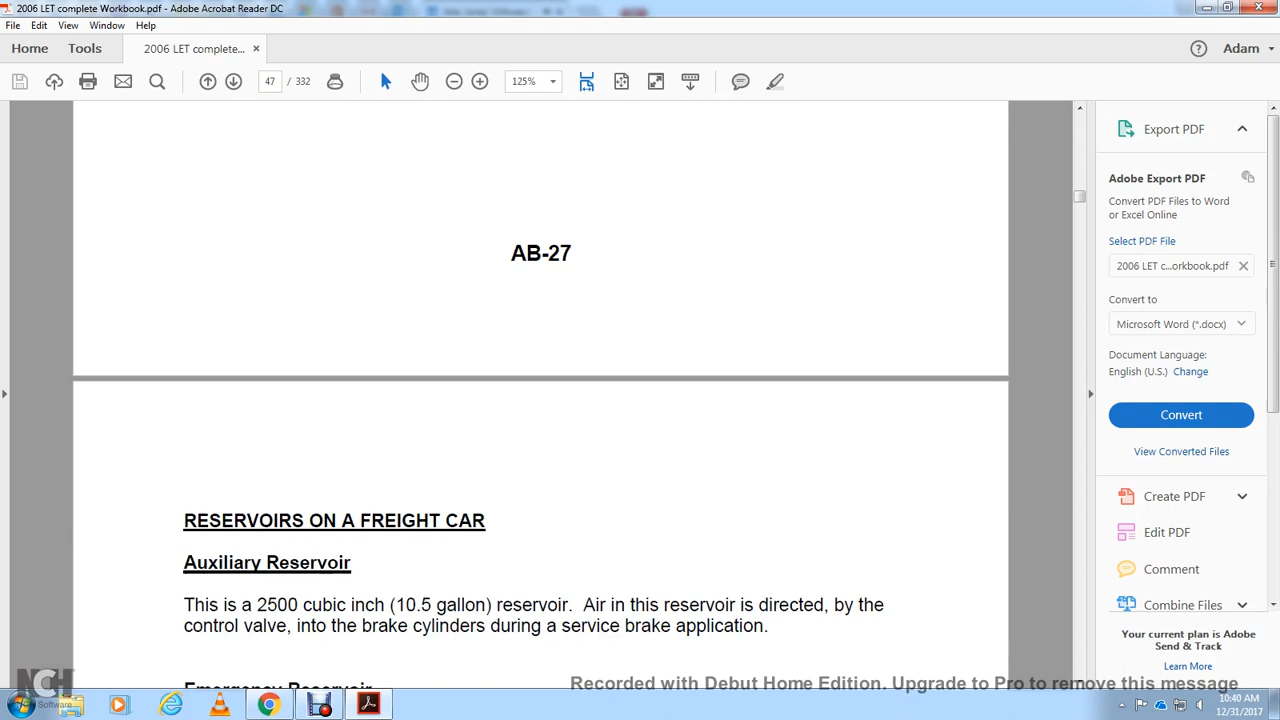 2006 LET complete Workbook.pdf - Adobe Acrobat Reader DC
File Edit View Window Help
Home Tools 2006 LET complete... × Adam
47 / 332 125%
AB-27
RESERVOIRS ON A FREIGHT CAR
Auxiliary Reservoir
This is a 2500 cubic inch (10.5 gallon) reservoir. Air in this reservoir is directed, by the
control valve, into the brake cylinders during a service brake application.
Emergency Reservoir
Export PDF
Adobe Export PDF
Convert PDF Files to Word
or Excel Online
Select PDF File
2006 LET c...orkbook.pdf
Convert to
Microsoft Word (*.docx)
Document Language:
English (U.S.) Change
Convert
View Converted Files
Create PDF
Edit PDF
Comment
Combine Files
Your current plan is Adobe
Send & Track
Learn More
NCH
Software
Recorded with Debut Home Edition. Upgrade to Pro to remove this message
10:40 AM
12/31/2017